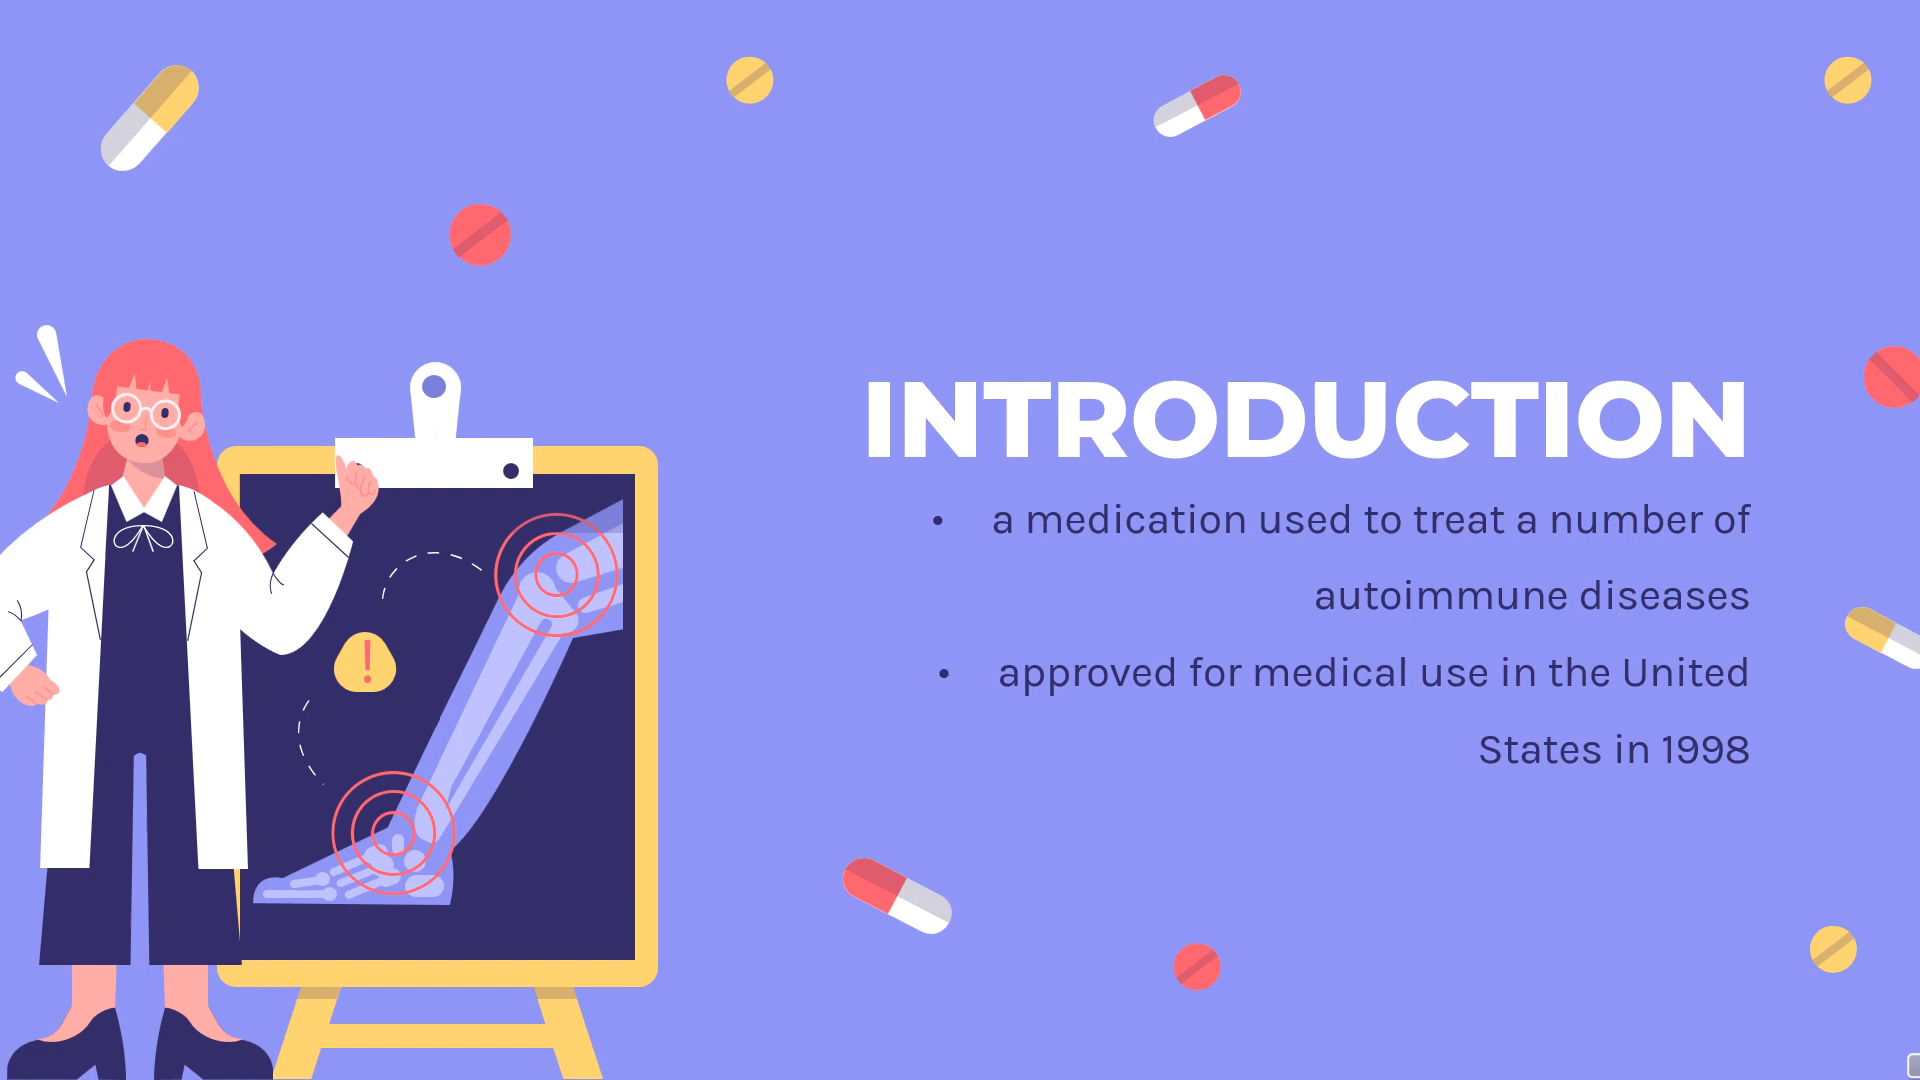 INTRODUCTION
• a medication used to treat a number of
autoimmune diseases
• approved for medical use in the United
States in 1998